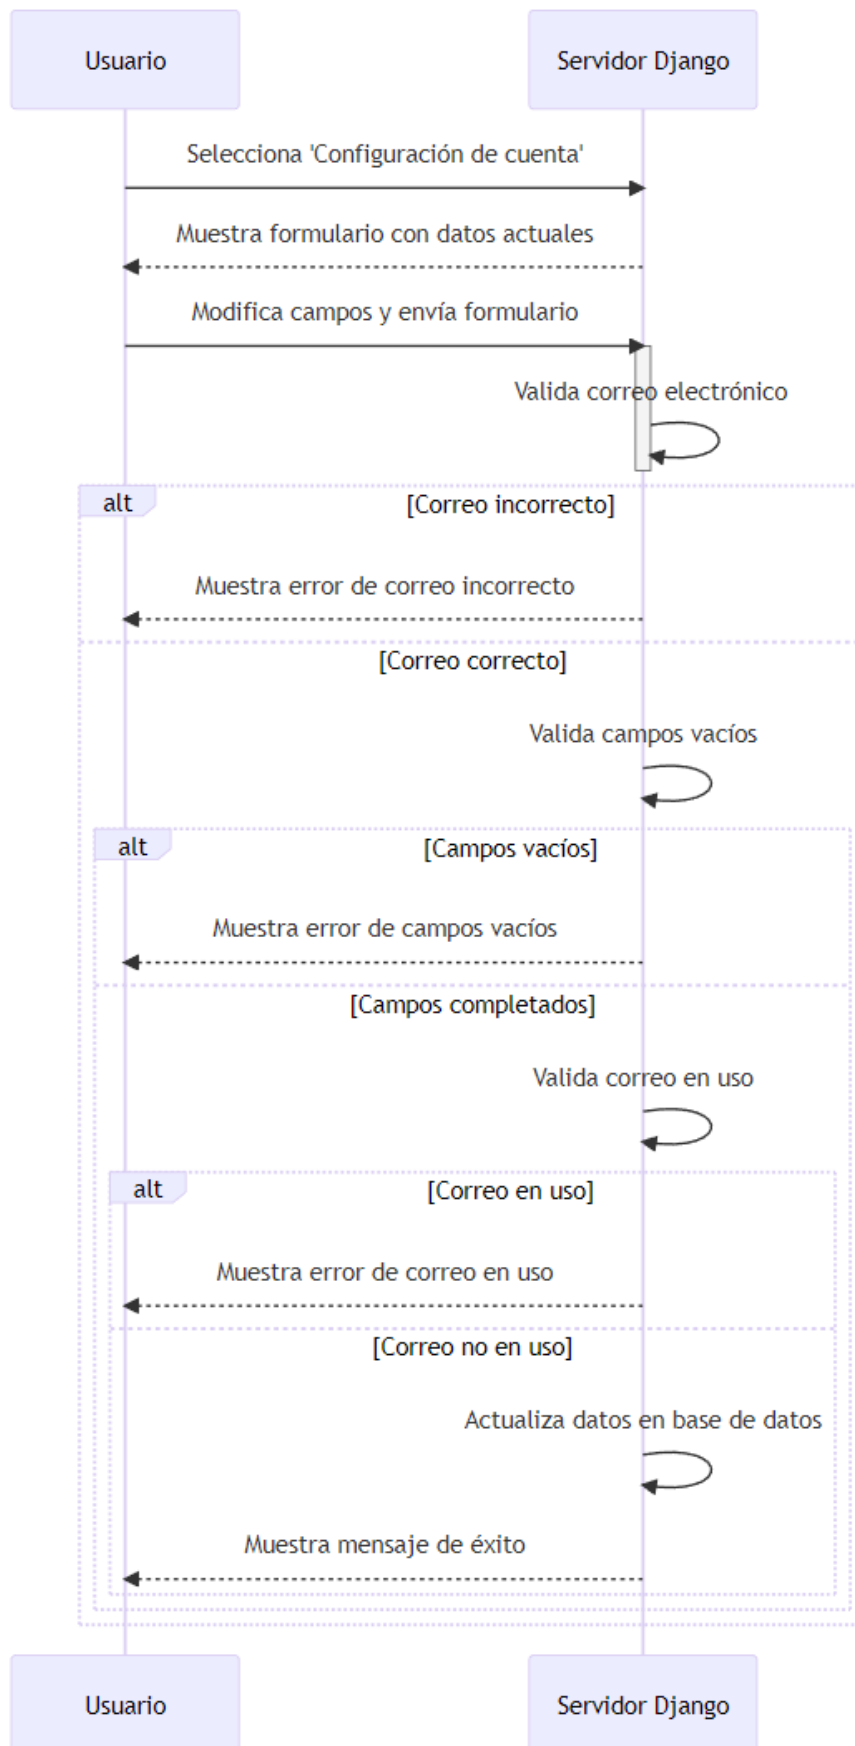 Usuario
Servidor Django
Selecciona 'Configuración de cuenta'
Muestra formulario con datos actuales
Modifica campos y envía formulario
Valida correo electrónico
alt
[Correo incorrecto]
Muestra error de correo incorrecto
[Correo correcto]
Valida campos vacíos
alt
[Campos vacíos]
Muestra error de campos vacíos
[Campos completados]
Valida correo en uso
alt
[Correo en uso]
Muestra error de correo en uso
[Correo no en uso]
Actualiza datos en base de datos
Muestra mensaje de éxito
Usuario
Servidor Django